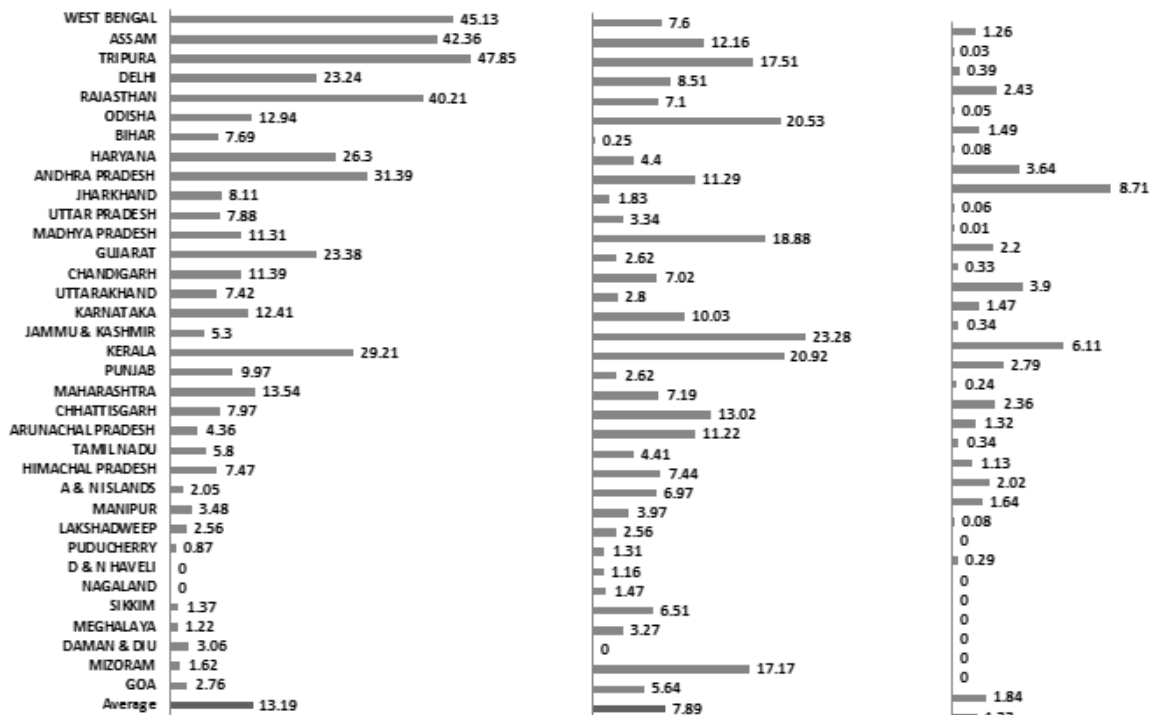 WEST BENGAL 45.13 7.6 1.26
ASSAM 42.36 12.16 0.03
TRIPURA 47.85 17.51 0.39
DELHI 23.24 8.51 2.43
RAJASTHAN 40.21 7.1 0.05
ODISHA 12.94 20.53 1.49
BIHAR 7.69 0.25 0.08
HARYANA 26.3 4.4 3.64
ANDHRA PRADESH 31.39 11.29 8.71
JHARKHAND 8.11 1.83 0.06
UTTAR PRADESH 7.88 3.34 0.01
MADHYA PRADESH 11.31 18.88 2.2
GUJARAT 23.38 2.62 0.33
CHANDIGARH 11.39 7.02 3.9
UTTARAKHAND 7.42 2.8 1.47
KARNATAKA 12.41 10.03 0.34
JAMMU & KASHMIR 5.3 23.28 6.11
KERALA 29.21 20.92 2.79
PUNJAB 9.97 2.62 0.24
MAHARASHTRA 13.54 7.19 2.36
CHHATTISGARH 7.97 13.02 1.32
ARUNACHAL PRADESH 4.36 11.22 0.34
TAMIL NADU 5.8 4.41 1.13
HIMACHAL PRADESH 7.47 7.44 2.02
A & N ISLANDS 2.05 6.97 1.64
MANIPUR 3.48 3.97 0.08
LAKSHADWEEP 2.56 2.56 0
PUDUCHERRY 0.87 1.31 0.29
D & N HAVELI 0 1.16 0
NAGALAND 0 1.47 0
SIKKIM 1.37 6.51 0
MEGHALAYA 1.22 3.27 0
DAMAN & DIU 3.06 0 0
MIZORAM 1.62 17.17 0
GOA 2.76 5.64 1.84
Average 13.19 7.89